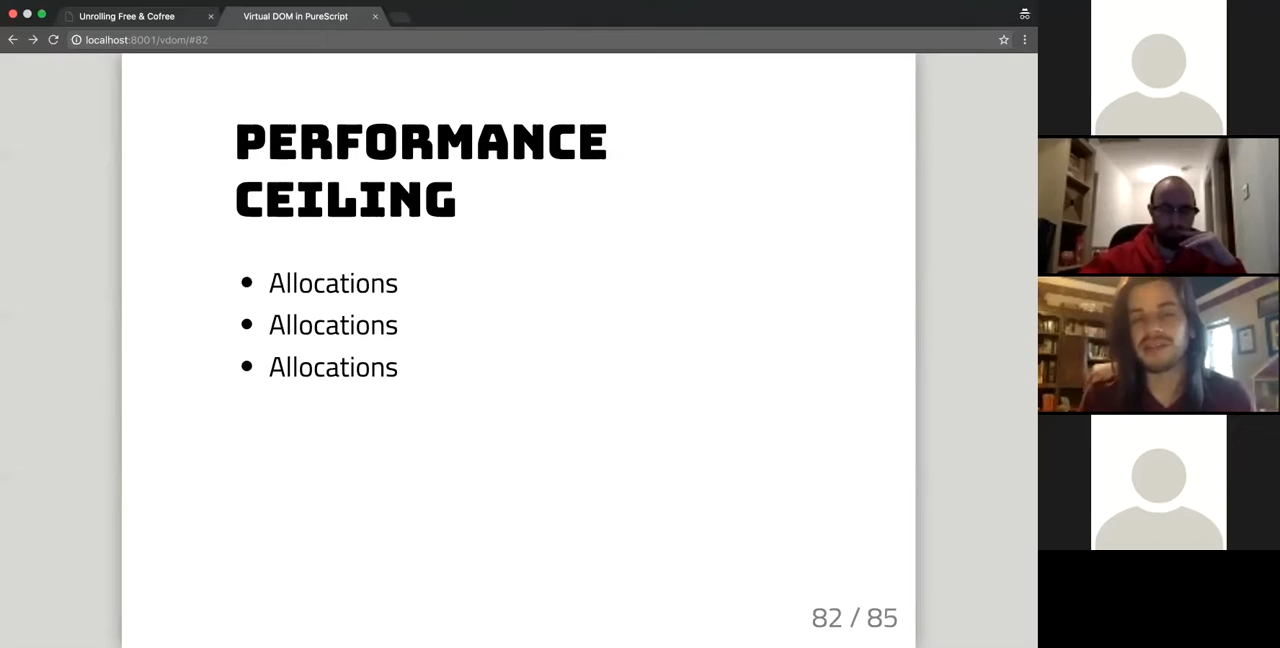 Unrolling Free & Cofree
Virtual DOM in PureScript
localhost:8001/vdom/#82
PERFORMANCE
CEILING
Allocations
Allocations
Allocations
82 / 85